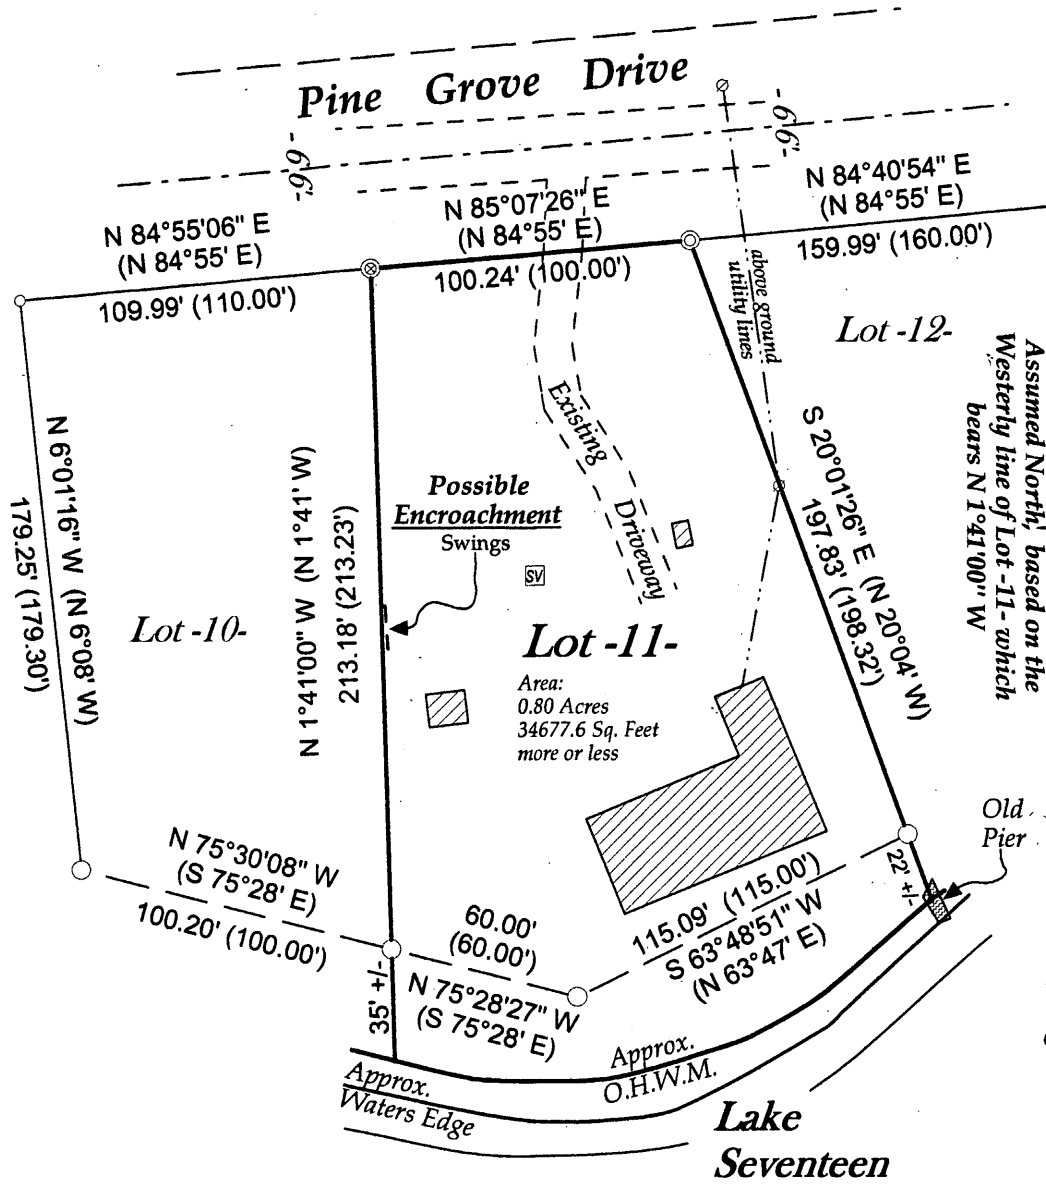 Pine Grove Drive
-66'-
-66'-
N 84°55'06" E
(N 84°55' E)
109.99' (110.00')
N 85°07'26" E
(N 84°55' E)
100.24' (100.00')
N 84°40'54" E
(N 84°55' E)
159.99' (160.00')
above ground
utility lines
Lot -12-
Assumed North, based on the
Westerly line of Lot -11- which
bears N 1°41'00" W
Existing
Driveway
N 6°01'16" W (N 6°08' W)
179.25' (179.30')
Lot -10-
N 1°41'00" W (N 1°41' W)
213.18' (213.23')
Possible
Encroachment
Swings
SV
S 20°01'26" E (N 20°04' W)
197.83' (198.32')
Lot -11-
Area:
0.80 Acres
34677.6 Sq. Feet
more or less
Old
Pier
22' +/-
N 75°30'08" W
(S 75°28' E)
100.20' (100.00')
60.00'
(60.00')
N 75°28'27" W
(S 75°28' E)
115.09' (115.00')
S 63°48'51" W
(N 63°47' E)
35' +/-
Approx.
O.H.W.M.
Approx.
Waters Edge
Lake
Seventeen